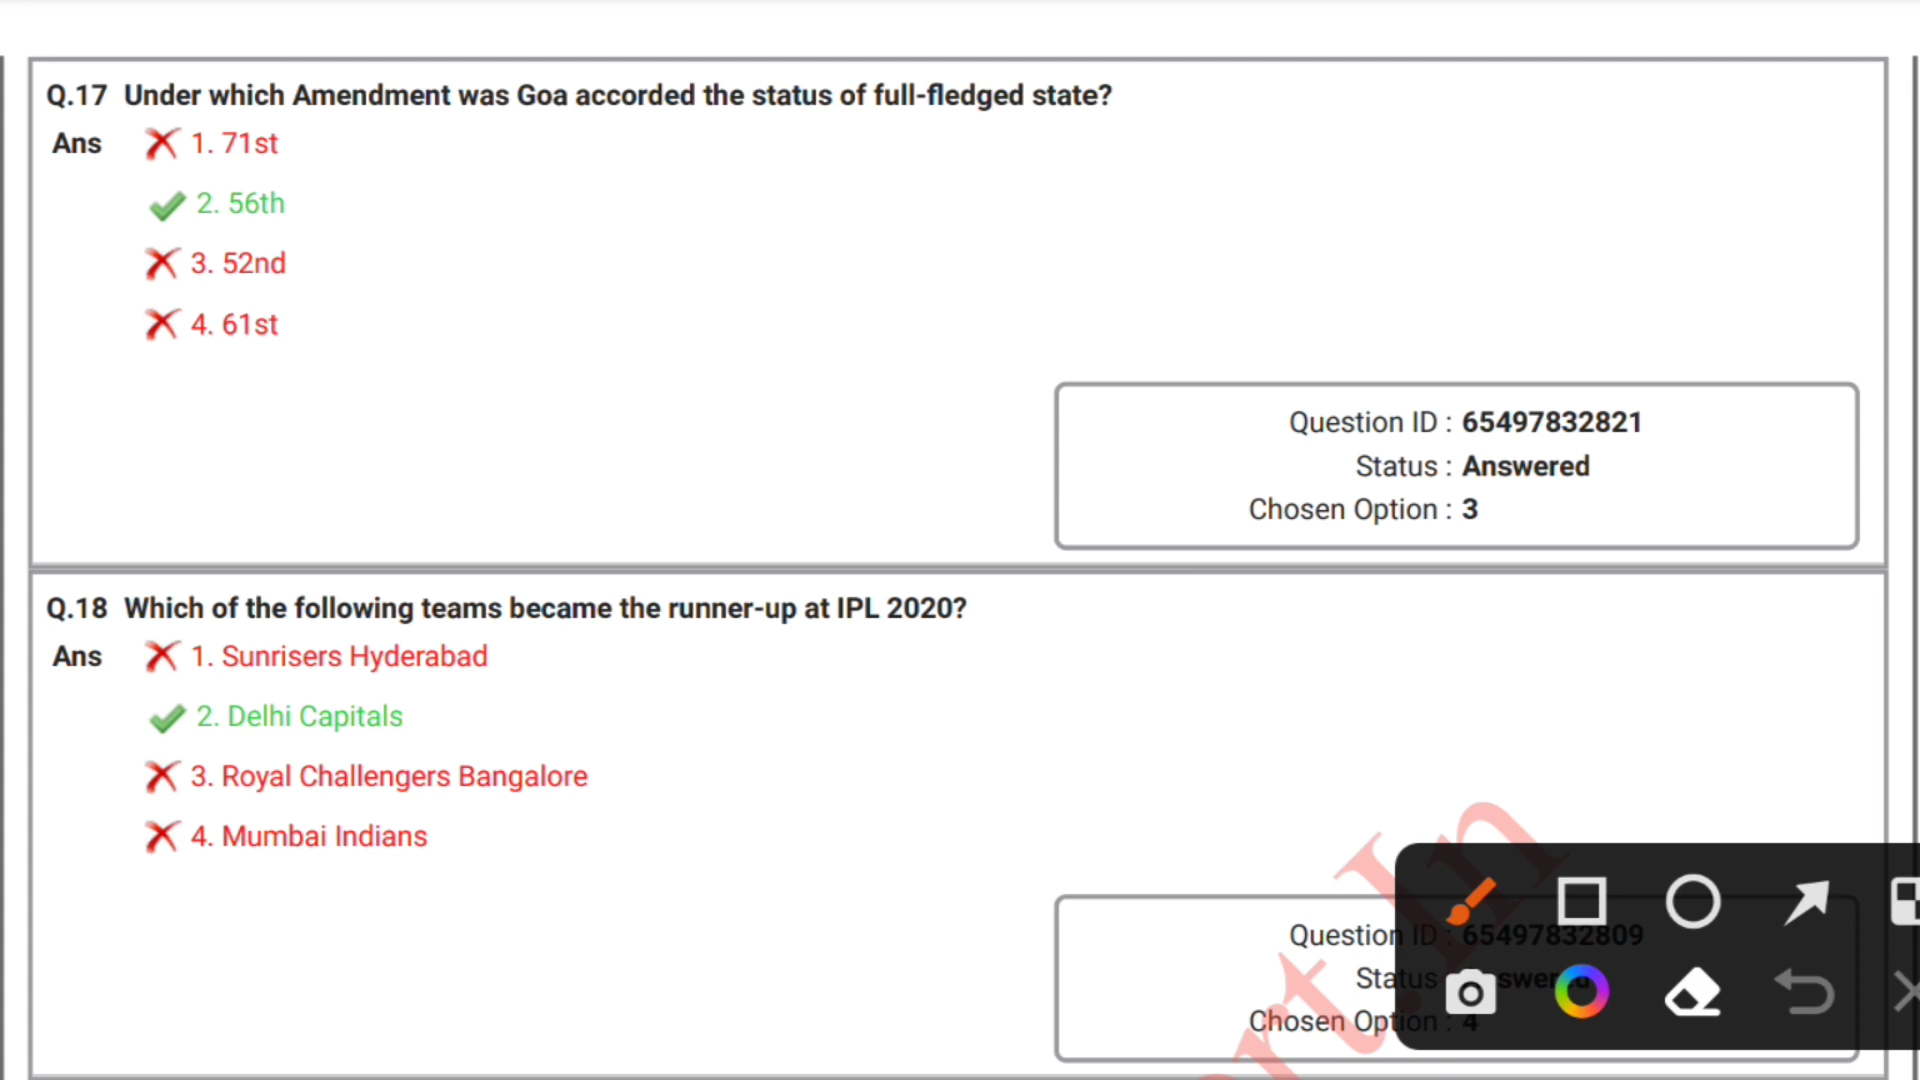 Q.17 Under which Amendment was Goa accorded the status of full-fledged state?
Ans 1. 71st
2. 56th
3. 52nd
4. 61st
Question ID : 65497832821
Status : Answered
Chosen Option : 3
Q.18 Which of the following teams became the runner-up at IPL 2020?
Ans 1. Sunrisers Hyderabad
2. Delhi Capitals
3. Royal Challengers Bangalore
4. Mumbai Indians
Question ID : 65497832809
Status
Chosen Option : 4